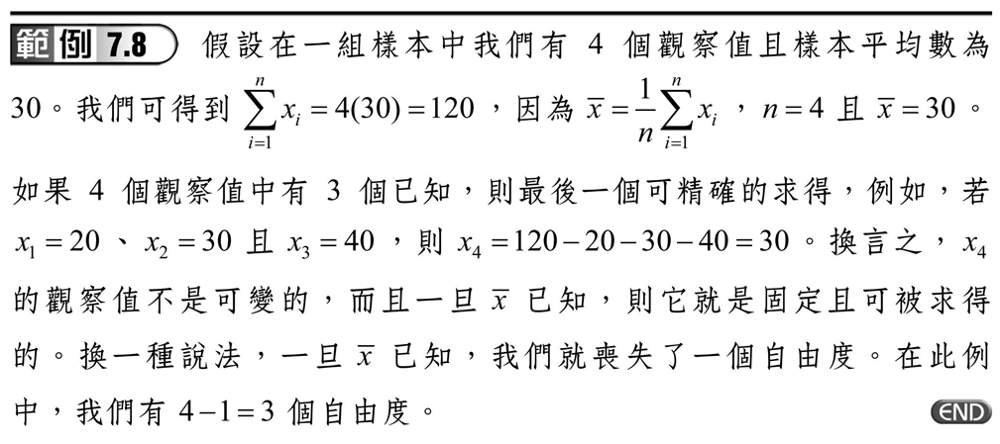 範例 7.8 假設在一組樣本中我們有 4 個觀察值且樣本平均數為
30。我們可得到 $\sum_{i=1}^{n} x_i = 4(30) = 120$，因為 $\bar{x} = \frac{1}{n}\sum_{i=1}^{n} x_i$，$n = 4$ 且 $\bar{x} = 30$。
如果 4 個觀察值中有 3 個已知，則最後一個可精確的求得，例如，若
$x_1 = 20$、$x_2 = 30$ 且 $x_3 = 40$，則 $x_4 = 120 - 20 - 30 - 40 = 30$。換言之，$x_4$
的觀察值不是可變的，而且一旦 $\bar{x}$ 已知，則它就是固定且可被求得
的。換一種說法，一旦 $\bar{x}$ 已知，我們就喪失了一個自由度。在此例
中，我們有 $4 - 1 = 3$ 個自由度。 END